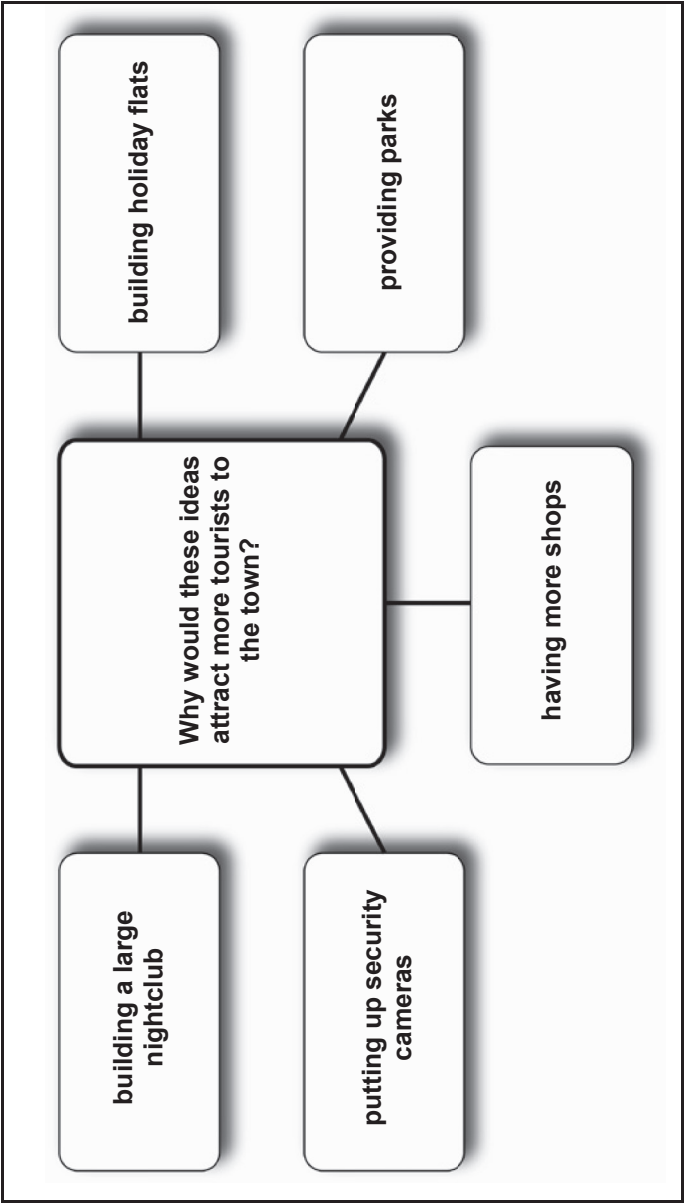 building a large
nightclub
Why would these ideas
attract more tourists to
the town?
building holiday flats
putting up security
cameras
having more shops
providing parks